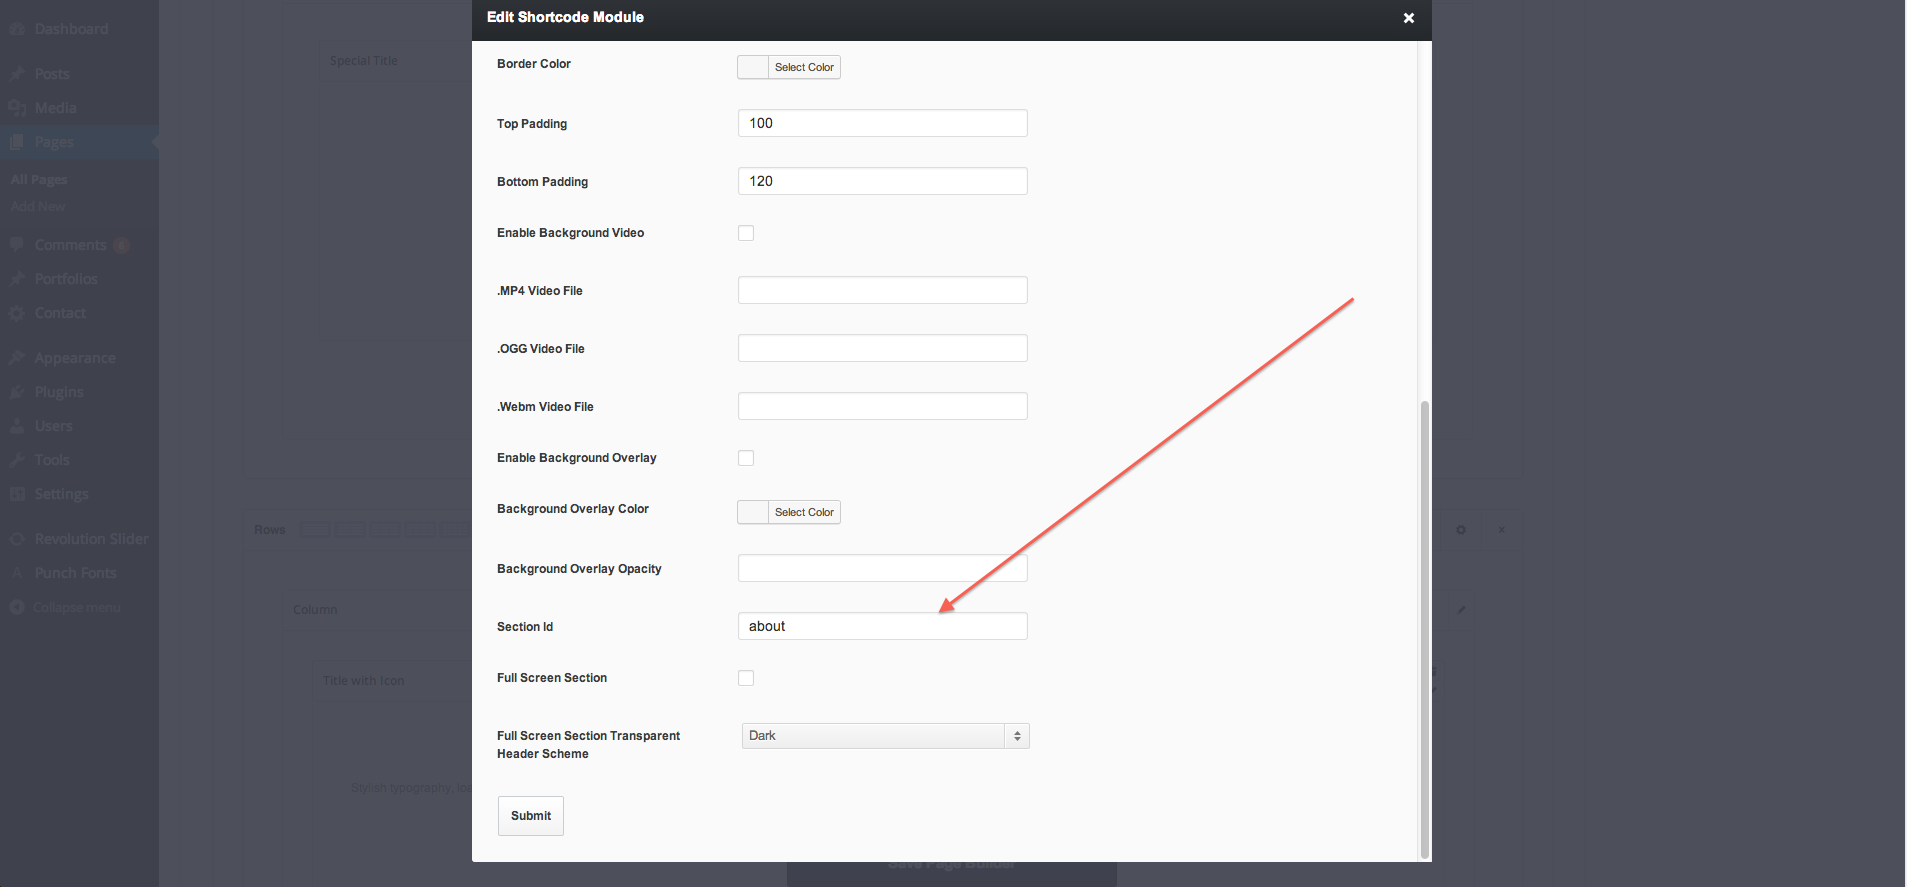 Edit Shortcode Module
Dashboard
Posts
Media
Pages
All Pages
Add New
Comments
Portfolios
Contact
Appearance
Plugins
Users
Tools
Settings
Revolution Slider
Punch Fonts
Collapse menu
Special Title
Rows
Column
Title with Icon
Stylish typography,
Border Color
Select Color
Top Padding
100
Bottom Padding
120
Enable Background Video
.MP4 Video File
.OGG Video File
.Webm Video File
Enable Background Overlay
Background Overlay Color
Select Color
Background Overlay Opacity
Section Id
about
Full Screen Section
Full Screen Section Transparent
Header Scheme
Dark
Submit
Save Page Builder